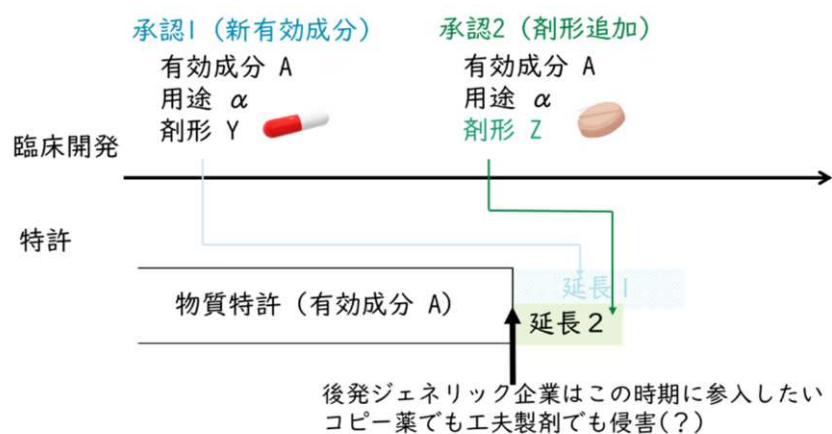 承認1（新有効成分）
有効成分 A
用途 α
剤形 Y
承認2（剤形追加）
有効成分 A
用途 α
剤形 Z
臨床開発
特許
物質特許（有効成分 A）
延長1
延長2
後発ジェネリック企業はこの時期に参入したい
コピー薬でも工夫製剤でも侵害(?)